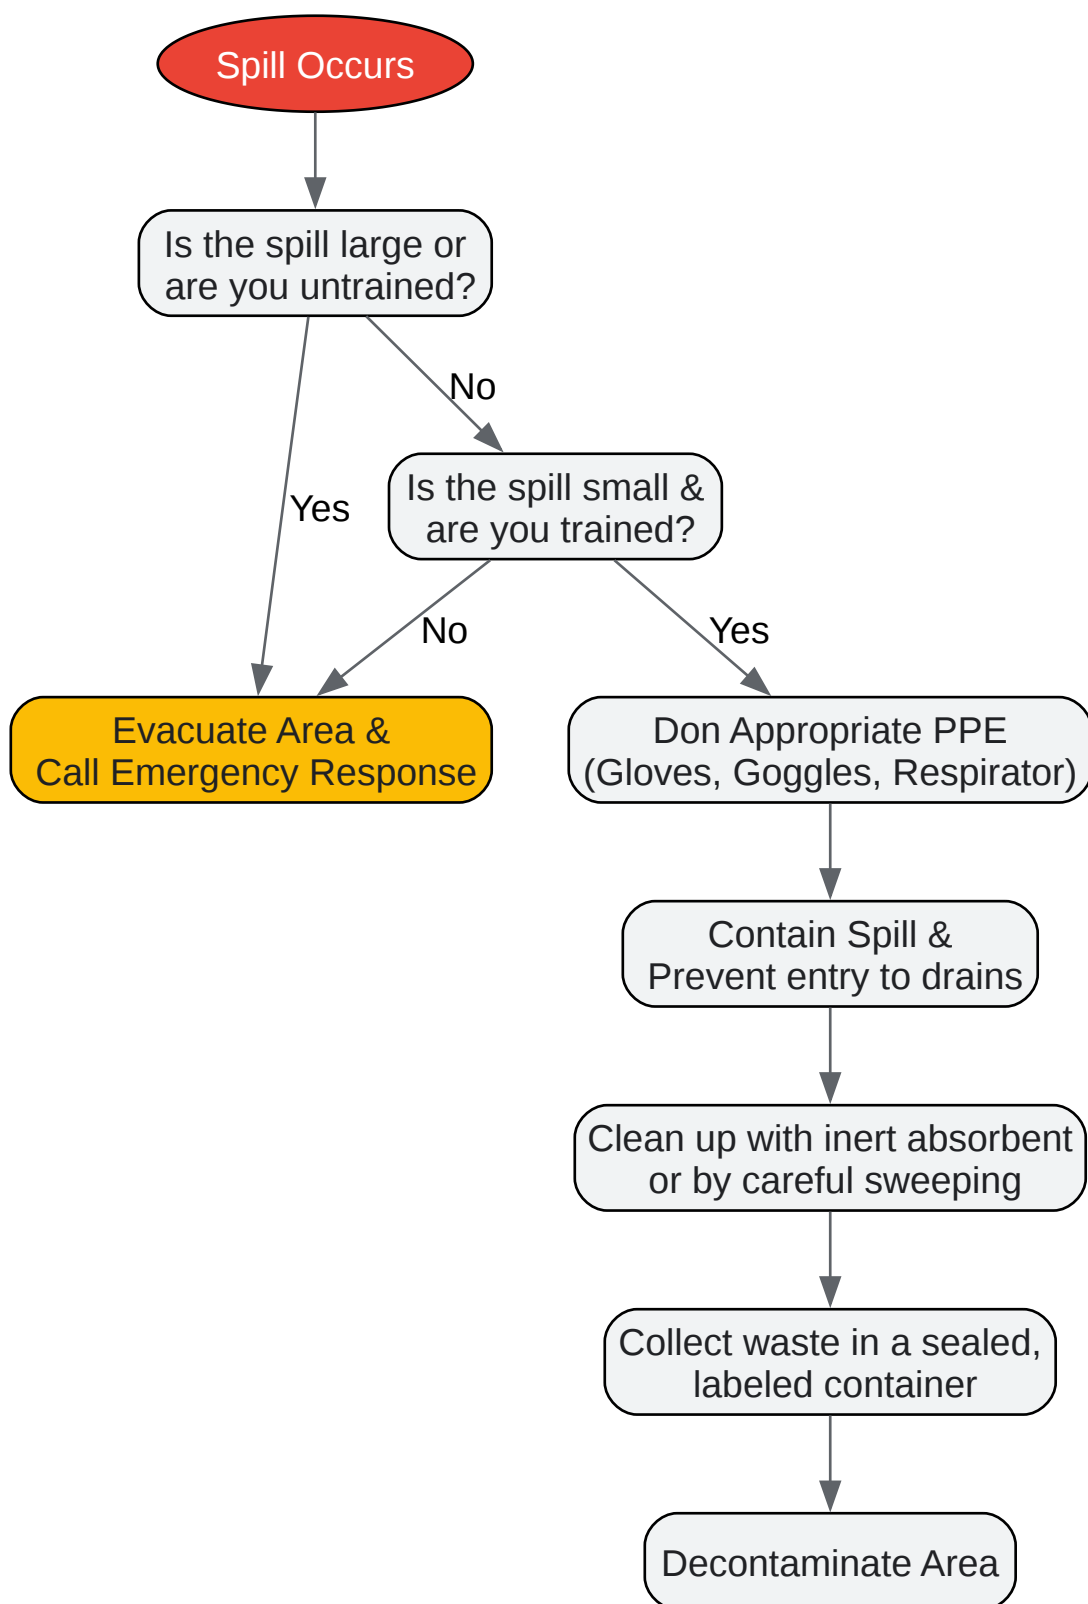 Spill Occurs
Is the spill large or
are you untrained?
No
Is the spill small &
are you trained?
Yes
No
Yes
Evacuate Area &
Call Emergency Response
Don Appropriate PPE
(Gloves, Goggles, Respirator)
Contain Spill &
Prevent entry to drains
Clean up with inert absorbent
or by careful sweeping
Collect waste in a sealed,
labeled container
Decontaminate Area